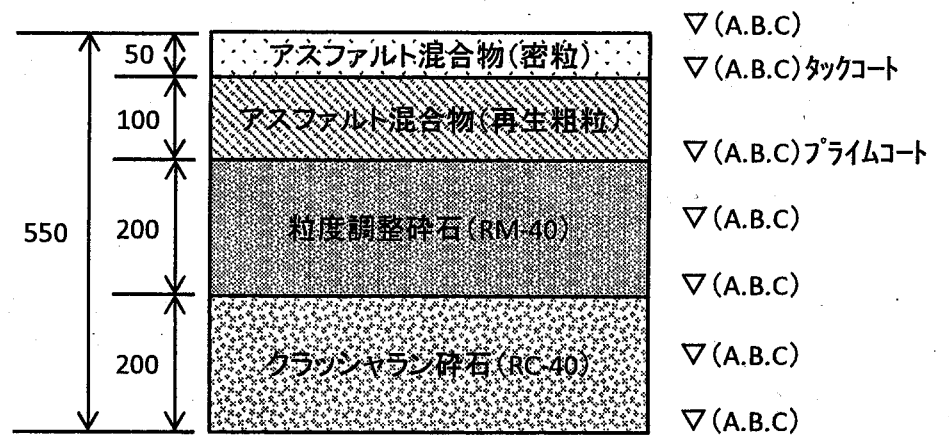 ▽(A.B.C)
50 アスファルト混合物(密粒)
▽(A.B.C)タックコート
100 アスファルト混合物(再生粗粒)
▽(A.B.C)プライムコート
550
200 粒度調整砕石(RM-40)
▽(A.B.C)
▽(A.B.C)
200 クラッシャラン砕石(RC-40)
▽(A.B.C)
▽(A.B.C)